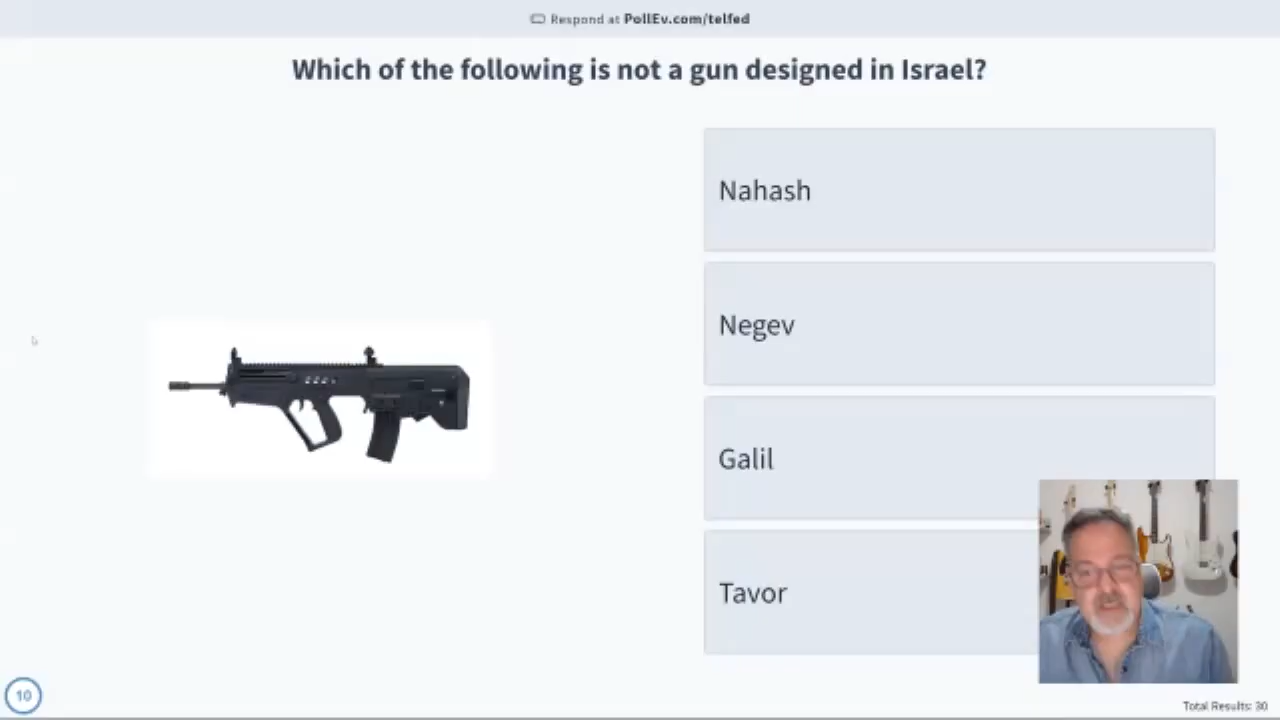 Respond at PollEv.com/telfed
Which of the following is not a gun designed in Israel?
Nahash
Negev
Galil
Tavor
10
Total Results: 30